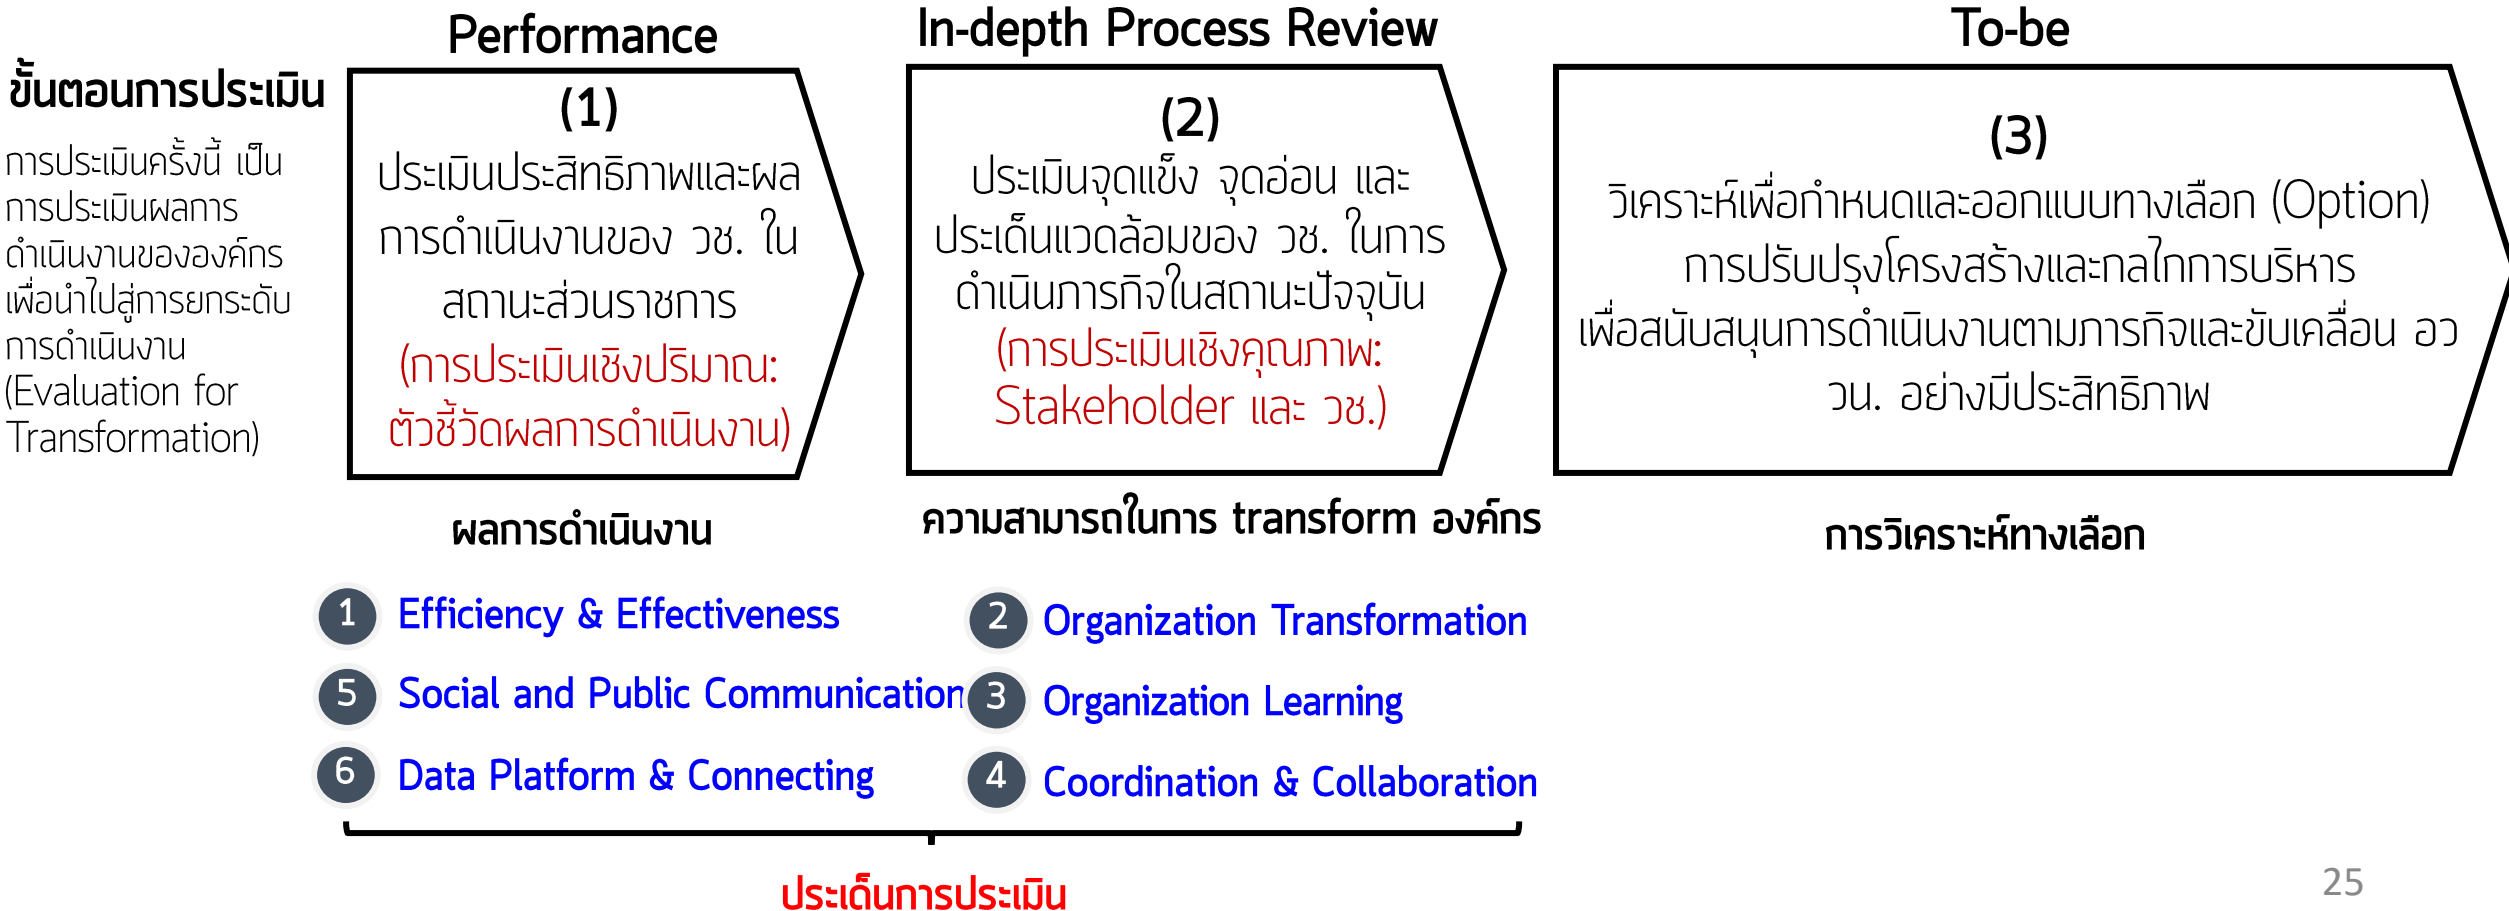 ขั้นตอนการประเมิน
การประเมินครั้งนี้ เป็น
การประเมินผลการ
ดำเนินงานขององค์กร
เพื่อนำไปสู่การยกระดับ
การดำเนินงาน
(Evaluation for
Transformation)
Performance
(1)
ประเมินประสิทธิภาพและผล
การดำเนินงานของ วช. ใน
สถานะส่วนราชการ
(การประเมินเชิงปริมาณ:
ตัวชี้วัดผลการดำเนินงาน)
ผลการดำเนินงาน
In-depth Process Review
(2)
ประเมินจุดแข็ง จุดอ่อน และ
ประเด็นแวดล้อมของ วช. ในการ
ดำเนินภารกิจในสถานะปัจจุบัน
(การประเมินเชิงคุณภาพ:
Stakeholder และ วช.)
ความสามารถในการ transform องค์กร
To-be
(3)
วิเคราะห์เพื่อกำหนดและออกแบบทางเลือก (Option)
การปรับปรุงโครงสร้างและกลไกการบริหาร
เพื่อสนับสนุนการดำเนินงานตามภารกิจและขับเคลื่อน อว
วน. อย่างมีประสิทธิภาพ
การวิเคราะห์ทางเลือก
1 Efficiency & Effectiveness
5 Social and Public Communication
6 Data Platform & Connecting
2 Organization Transformation
3 Organization Learning
4 Coordination & Collaboration
ประเด็นการประเมิน
25